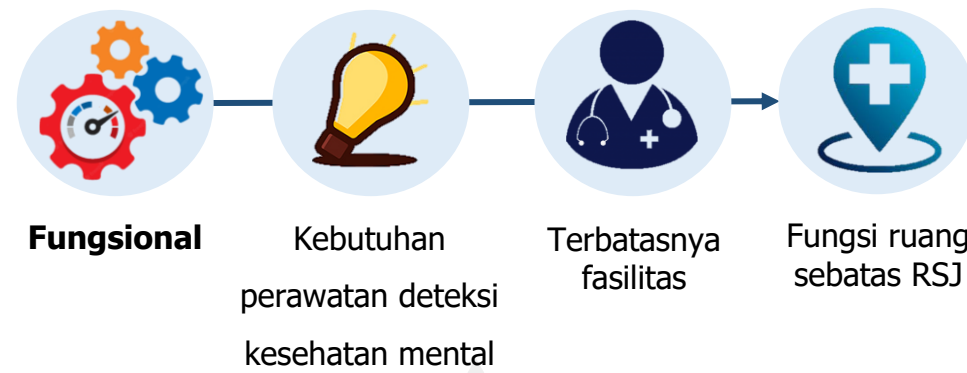 Fungsional
Kebutuhan
perawatan deteksi
kesehatan mental
Terbatasnya
fasilitas
Fungsi ruang
sebatas RSJ